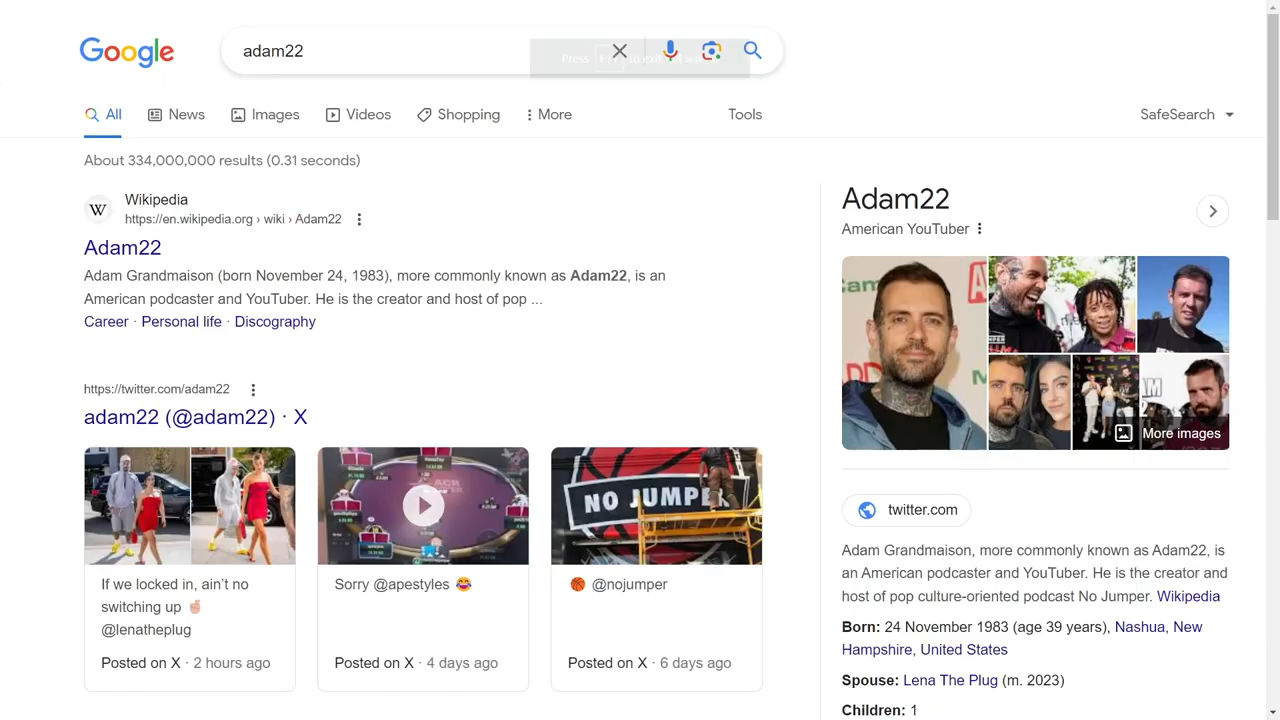 Google
adam22
Press F11 to exit full screen
All
News
Images
Videos
Shopping
More
Tools
SafeSearch
About 334,000,000 results (0.31 seconds)
W
Wikipedia
https://en.wikipedia.org › wiki › Adam22
Adam22
Adam Grandmaison (born November 24, 1983), more commonly known as Adam22, is an
American podcaster and YouTuber. He is the creator and host of pop ...
Career · Personal life · Discography
https://twitter.com/adam22
adam22 (@adam22) · X
If we locked in, ain't no
switching up 🤞🏼
@lenatheplug
Posted on X · 2 hours ago
Sorry @apestyles 😂
Posted on X · 4 days ago
NO JUMPER
🏀 @nojumper
Posted on X · 6 days ago
Adam22
American YouTuber
More images
twitter.com
Adam Grandmaison, more commonly known as Adam22, is
an American podcaster and YouTuber. He is the creator and
host of pop culture-oriented podcast No Jumper. Wikipedia
Born: 24 November 1983 (age 39 years), Nashua, New
Hampshire, United States
Spouse: Lena The Plug (m. 2023)
Children: 1